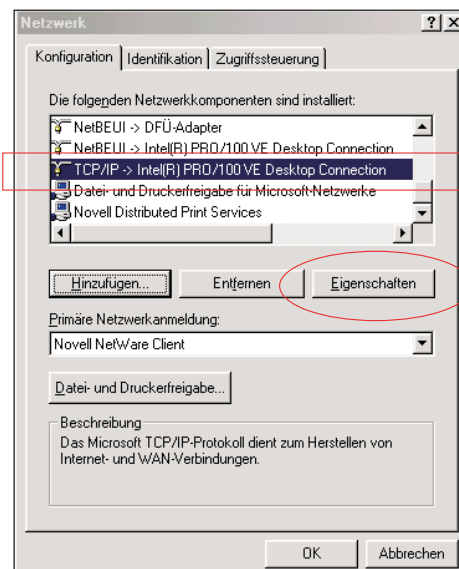 Netzwerk
Konfiguration Identifikation Zugriffssteuerung
Die folgenden Netzwerkkomponenten sind installiert:
NetBEUI -> DFÜ-Adapter
NetBEUI -> Intel(R) PRO/100 VE Desktop Connection
TCP/IP -> Intel(R) PRO/100 VE Desktop Connection
Datei- und Druckerfreigabe für Microsoft-Netzwerke
Novell Distributed Print Services
Hinzufügen... Entfernen Eigenschaften
Primäre Netzwerkanmeldung:
Novell NetWare Client
Datei- und Druckerfreigabe...
Beschreibung
Das Microsoft TCP/IP-Protokoll dient zum Herstellen von
Internet- und WAN-Verbindungen.
OK Abbrechen